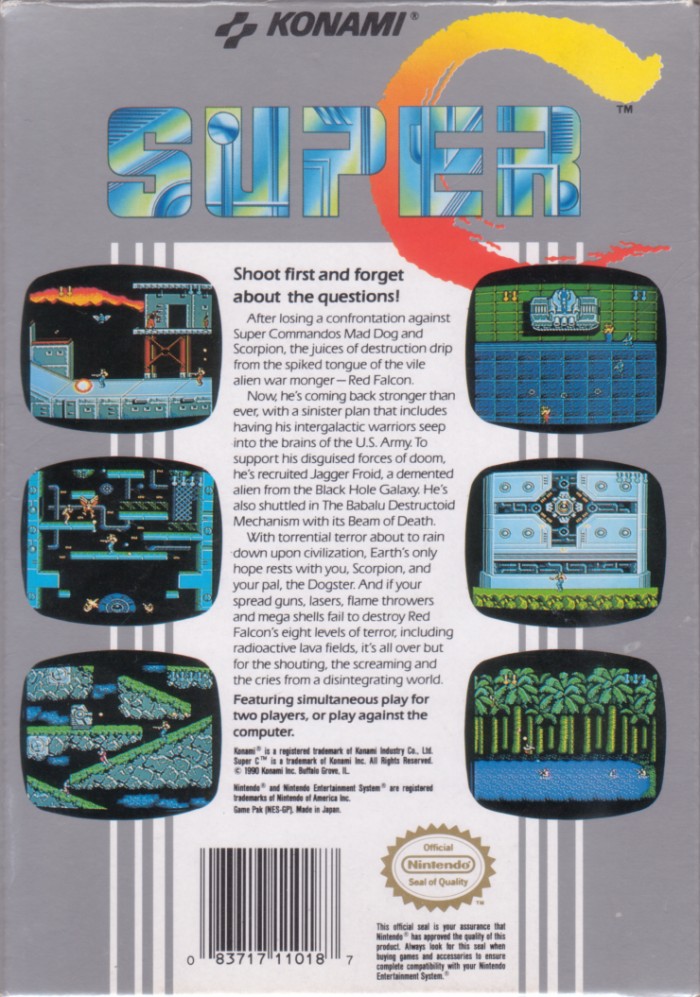 KONAMI®
SUPER C™
Shoot first and forget
about the questions!
After losing a confrontation against
Super Commandos Mad Dog and
Scorpion, the juices of destruction drip
from the spiked tongue of the vile
alien war monger—Red Falcon.
Now, he's coming back stronger than
ever, with a sinister plan that includes
having his intergalactic warriors seep
into the brains of the U.S. Army. To
support his disguised forces of doom,
he's recruited Jagger Froid, a demented
alien from the Black Hole Galaxy. He's
also shuttled in The Babalu Destructoid
Mechanism with its Beam of Death.
With torrential terror about to rain
down upon civilization, Earth's only
hope rests with you, Scorpion, and
your pal, the Dogster. And if your
spread guns, lasers, flame throwers
and mega shells fail to destroy Red
Falcon's eight levels of terror, including
radioactive lava fields, it's all over but
for the shouting, the screaming and
the cries from a disintegrating world.
Featuring simultaneous play for
two players, or play against the
computer.
Konami® is a registered trademark of Konami Industry Co., Ltd.
Super C™ is a trademark of Konami Inc. All Rights Reserved.
© 1990 Konami Inc. Buffalo Grove, IL.
Nintendo® and Nintendo Entertainment System® are registered
trademarks of Nintendo of America Inc.
Game Pak (NES-GP), Made in Japan.
0 83717 11018 7
Official
Nintendo®
Seal of Quality
™
This official seal is your assurance that
Nintendo® has approved the quality of this
product. Always look for this seal when
buying games and accessories to ensure
complete compatibility with your Nintendo
Entertainment System.®